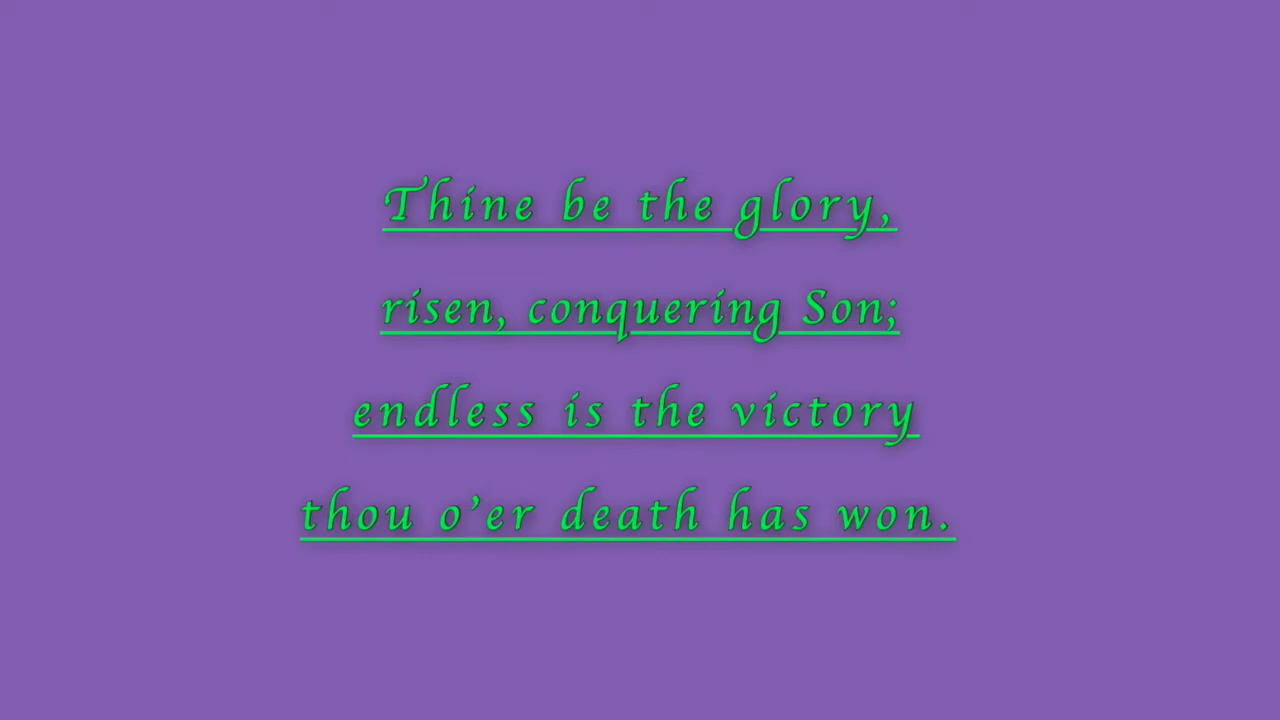 Thine be the glory,
risen, conquering Son;
endless is the victory
thou o’er death has won.